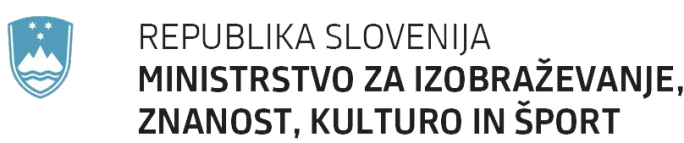 REPUBLIKA SLOVENIJA
MINISTRSTVO ZA IZOBRAŽEVANJE,
ZNANOST, KULTURO IN ŠPORT